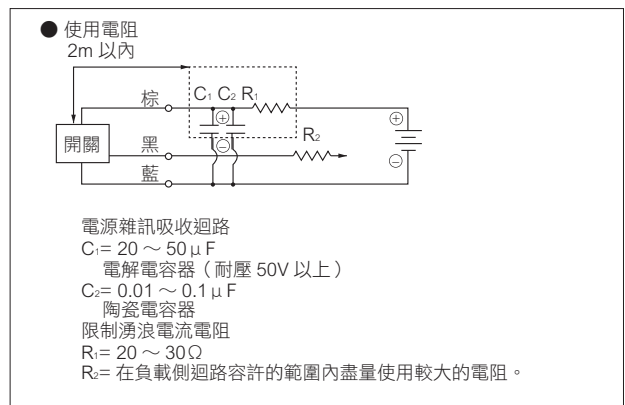 ● 使用電阻
2m 以內
C₁ C₂ R₁
棕
⊕
⊕
R₂
開關
黑
⊖
⊖
藍
電源雜訊吸收迴路
C₁= 20 ～ 50μF
電解電容器（耐壓 50V 以上）
C₂= 0.01 ～ 0.1μF
陶瓷電容器
限制湧浪電流電阻
R₁= 20 ～ 30Ω
R₂= 在負載側迴路容許的範圍內盡量使用較大的電阻。